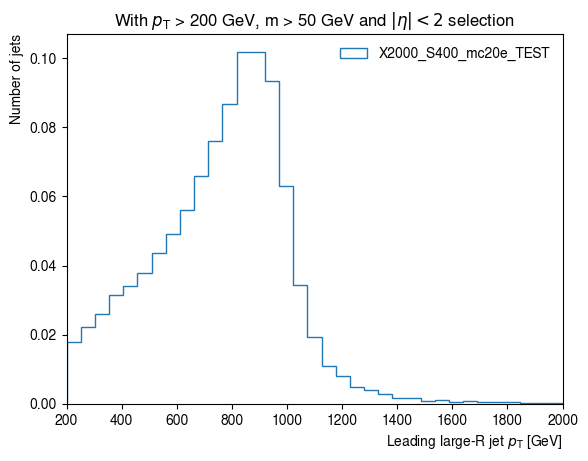 With p_T > 200 GeV, m > 50 GeV and |η| < 2 selection
Number of jets
X2000_S400_mc20e_TEST
0.10
0.08
0.06
0.04
0.02
0.00
200 400 600 800 1000 1200 1400 1600 1800 2000
Leading large-R jet p_T [GeV]